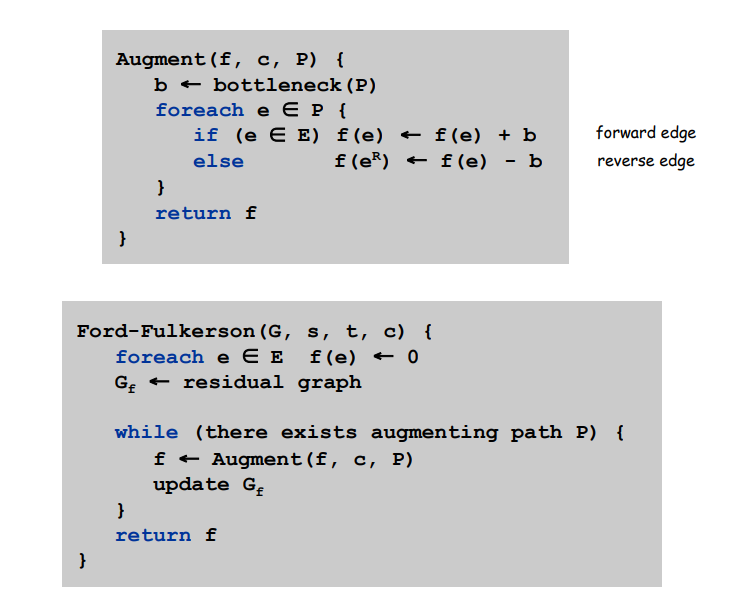 Augment(f, c, P) {
b ← bottleneck(P)
foreach e ∈ P {
if (e ∈ E) f(e) ← f(e) + b
forward edge
else f(eᴿ) ← f(e) - b
reverse edge
}
return f
}
Ford-Fulkerson(G, s, t, c) {
foreach e ∈ E f(e) ← 0
G_f ← residual graph
while (there exists augmenting path P) {
f ← Augment(f, c, P)
update G_f
}
return f
}